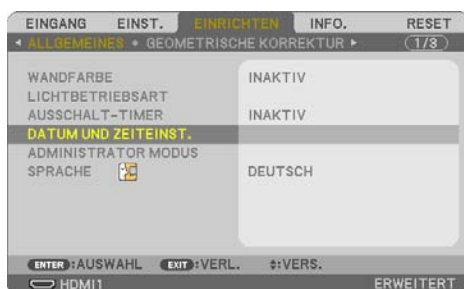 EINGANG EINST. EINRICHTEN INFO. RESET
ALLGEMEINES • GEOMETRISCHE KORREKTUR 1/3
WANDFARBE INAKTIV
LICHTBETRIEBSART
AUSSCHALT-TIMER INAKTIV
DATUM UND ZEITEINST.
ADMINISTRATOR MODUS
SPRACHE DEUTSCH
ENTER :AUSWAHL EXIT :VERL. :VERS.
HDMI1 ERWEITERT